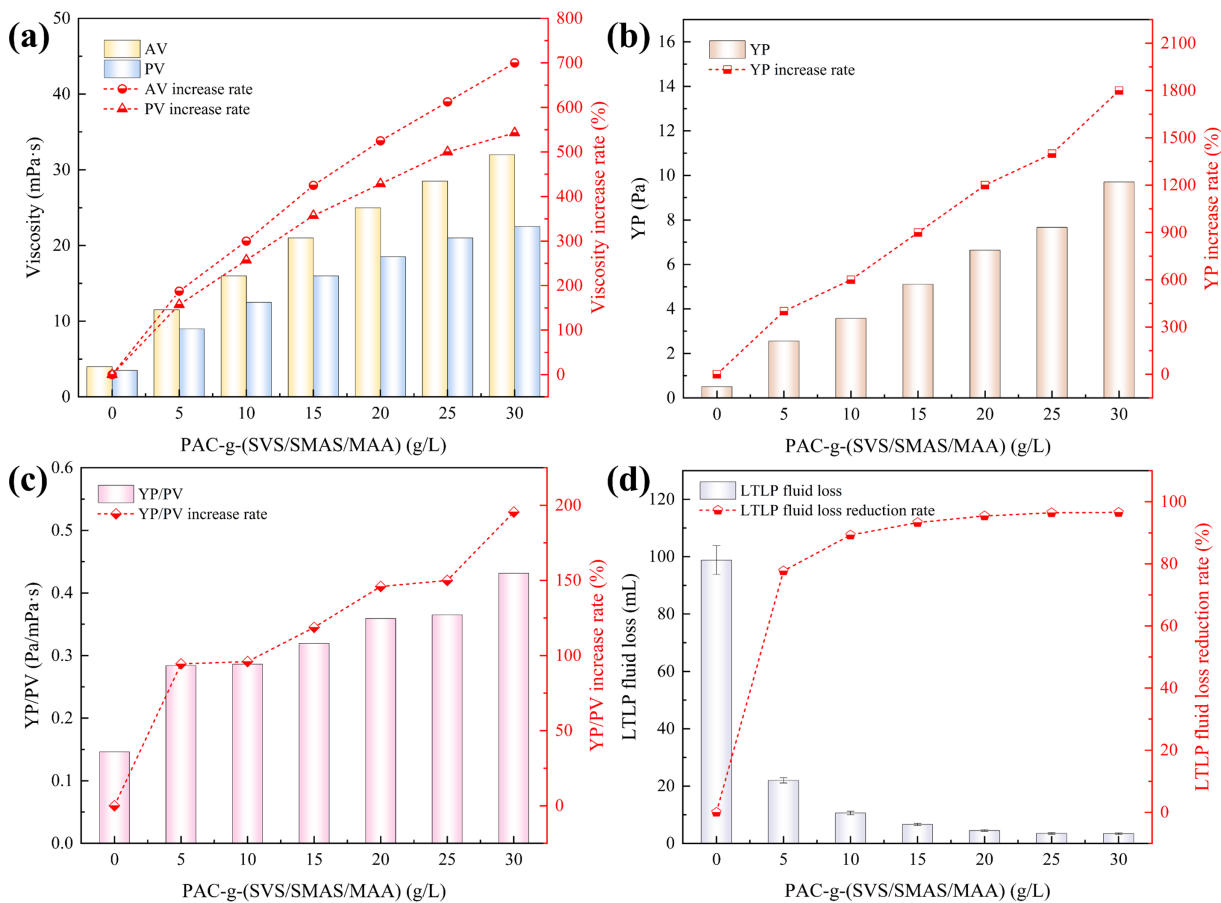 (a)
AV
PV
AV increase rate
PV increase rate
Viscosity (mPa·s)
50
40
30
20
10
0
Viscosity increase rate (%)
800
700
600
500
400
300
200
100
0
0 5 10 15 20 25 30
PAC-g-(SVS/SMAS/MAA) (g/L)
(b)
YP
YP increase rate
YP (Pa)
16
14
12
10
8
6
4
2
0
YP increase rate (%)
2100
1800
1500
1200
900
600
300
0
0 5 10 15 20 25 30
PAC-g-(SVS/SMAS/MAA) (g/L)
(c)
YP/PV
YP/PV increase rate
YP/PV (Pa/mPa·s)
0.6
0.5
0.4
0.3
0.2
0.1
0.0
YP/PV increase rate (%)
200
150
100
50
0
0 5 10 15 20 25 30
PAC-g-(SVS/SMAS/MAA) (g/L)
(d)
LTLP fluid loss
LTLP fluid loss reduction rate
LTLP fluid loss (mL)
120
100
80
60
40
20
0
LTLP fluid loss reduction rate (%)
100
80
60
40
20
0
0 5 10 15 20 25 30
PAC-g-(SVS/SMAS/MAA) (g/L)